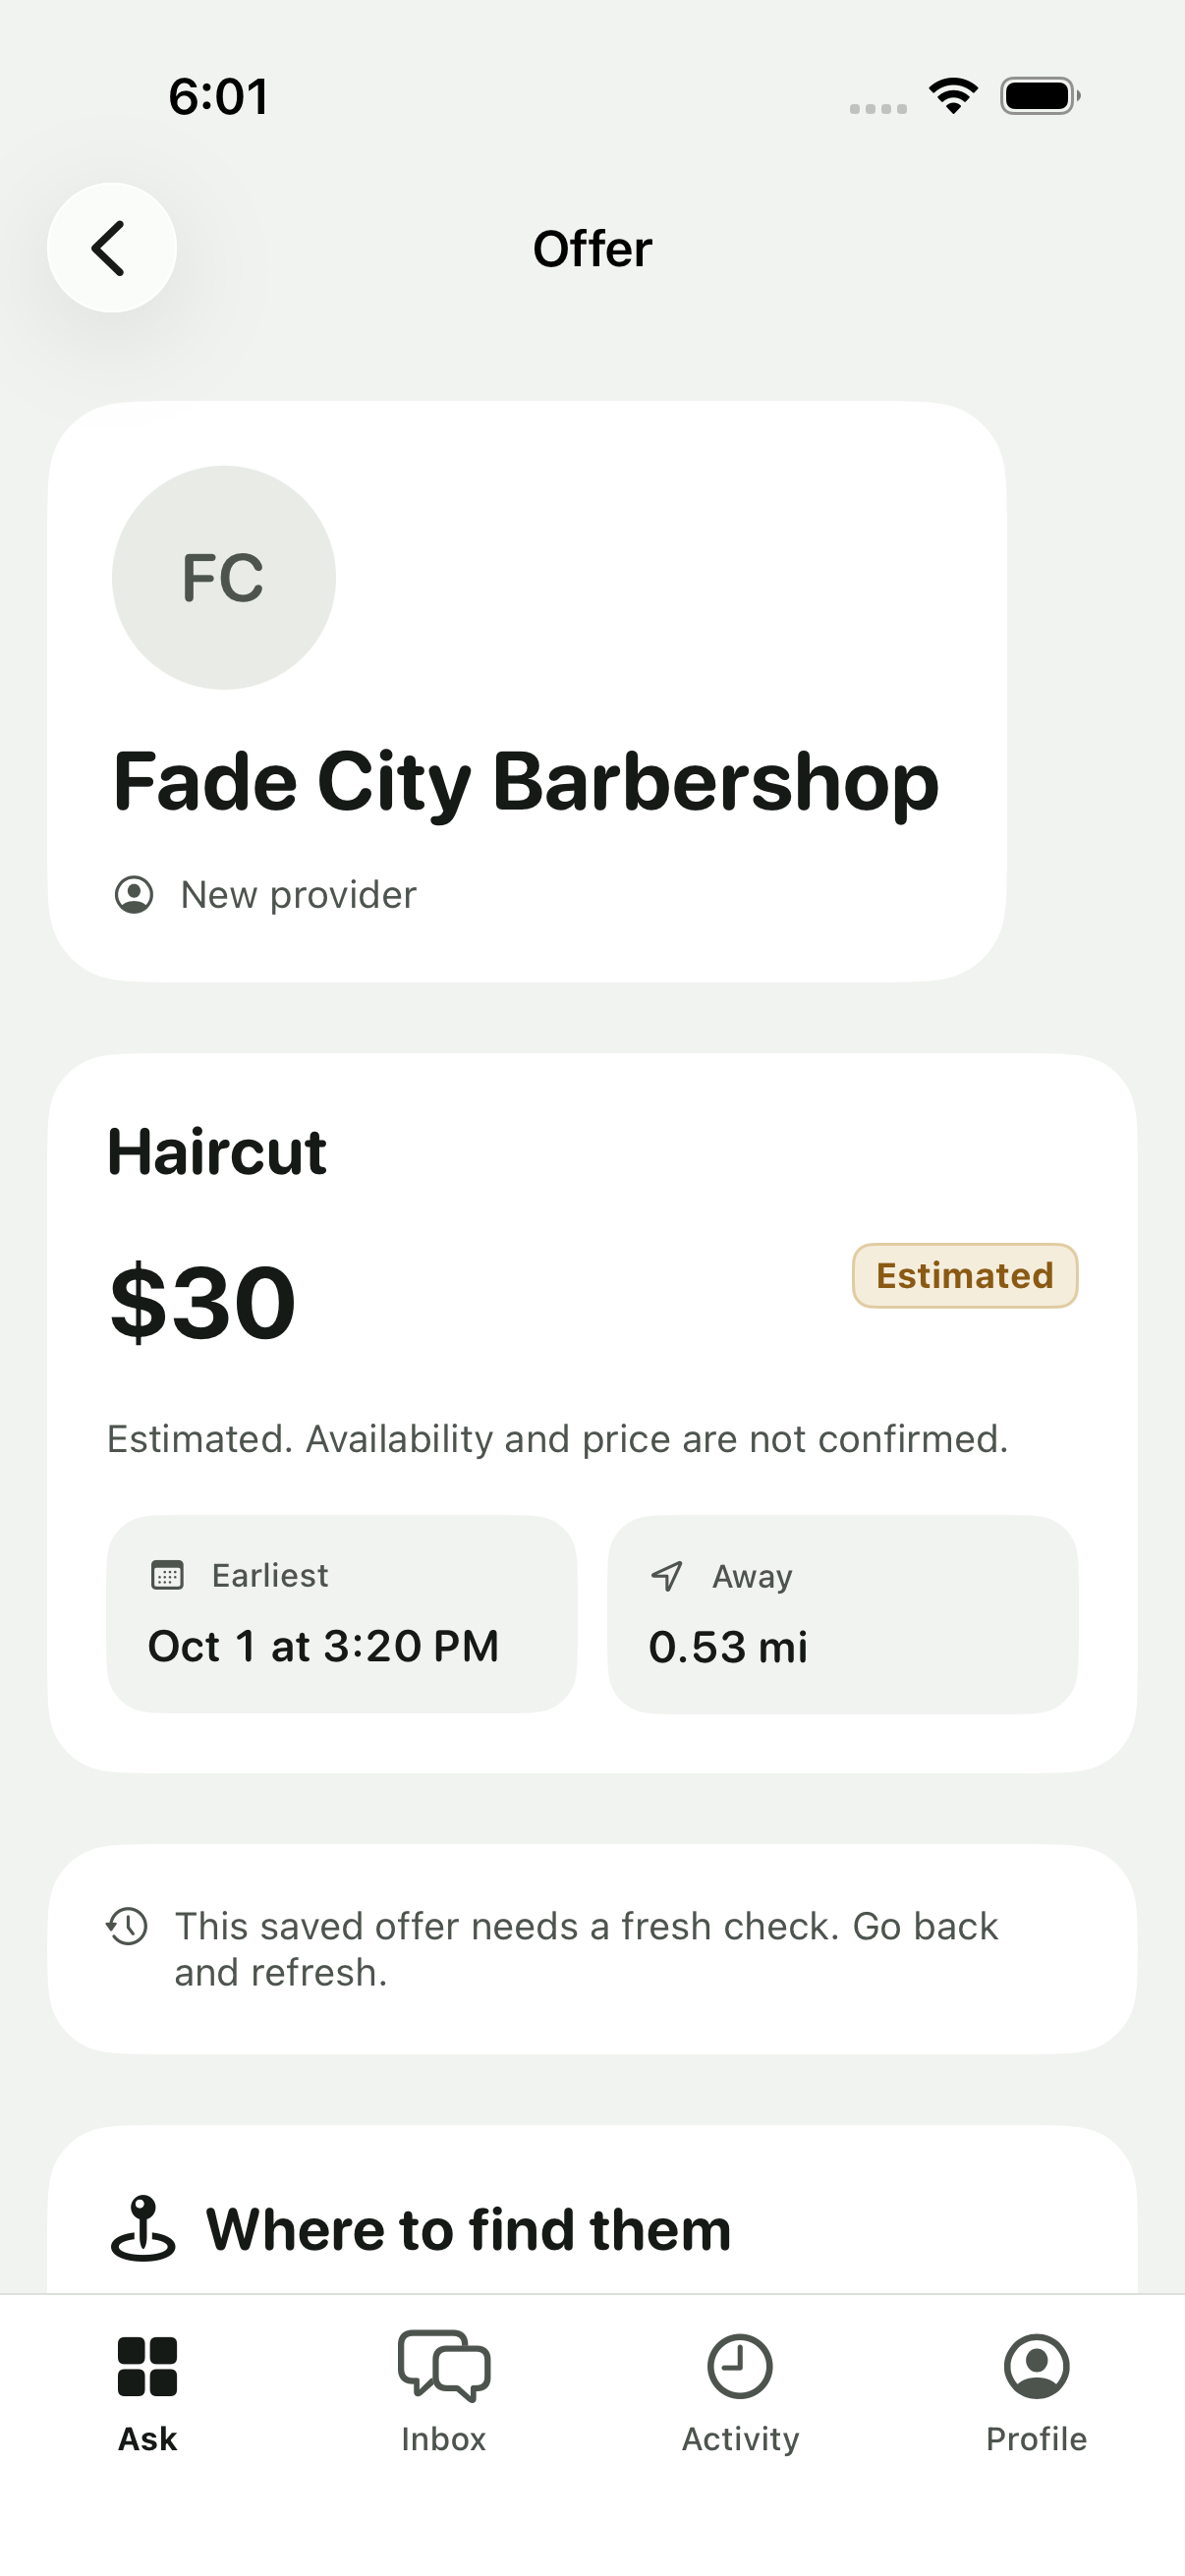 6:01
Offer
FC
Fade City Barbershop
New provider
Haircut
$30
Estimated
Estimated. Availability and price are not confirmed.
Earliest
Oct 1 at 3:20 PM
Away
0.53 mi
This saved offer needs a fresh check. Go back
and refresh.
Where to find them
Ask
Inbox
Activity
Profile